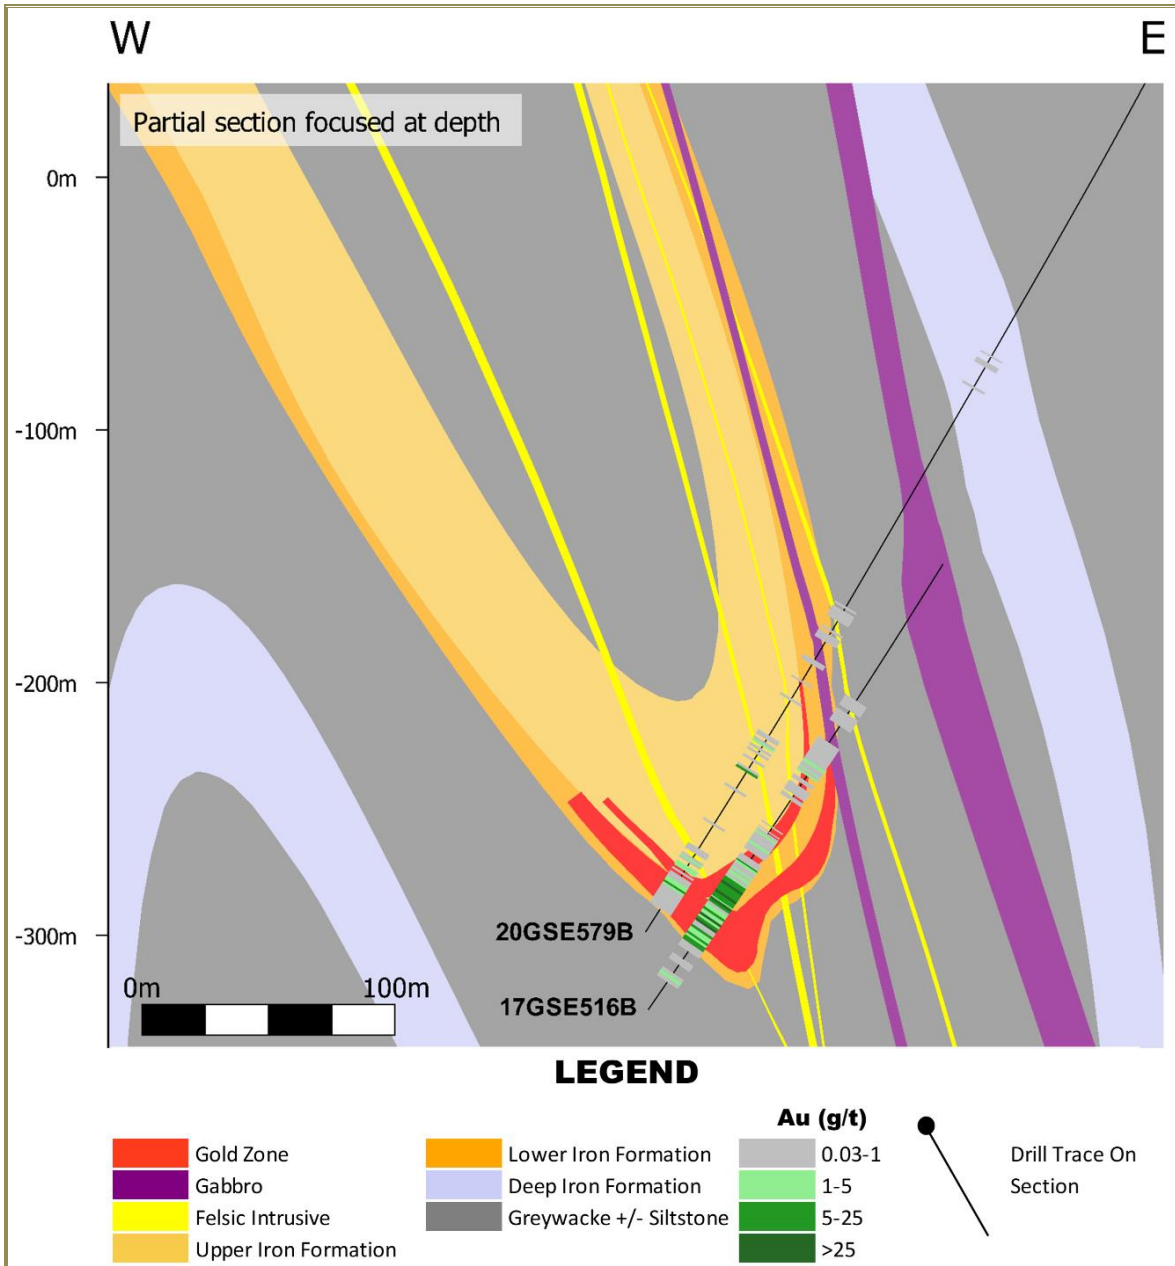 W E
Partial section focused at depth
0m
-100m
-200m
-300m
20GSE579B
17GSE516B
0m 100m
LEGEND
Au (g/t)
Gold Zone
Gabbro
Felsic Intrusive
Upper Iron Formation
Lower Iron Formation
Deep Iron Formation
Greywacke +/- Siltstone
0.03-1
1-5
5-25
>25
Drill Trace On
Section